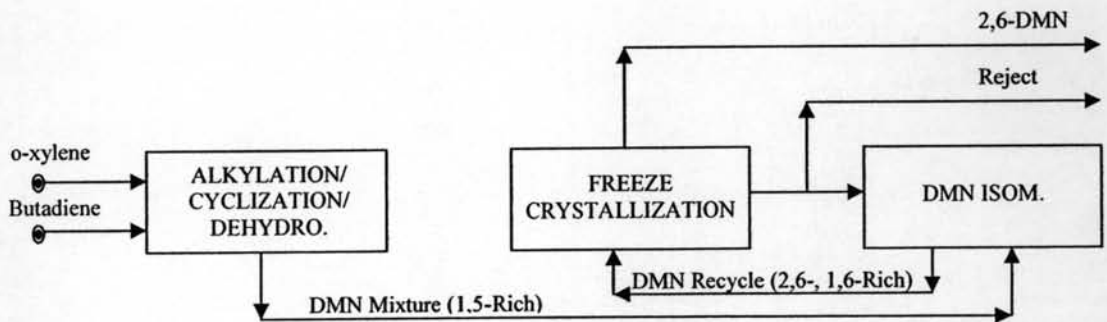 2,6-DMN
Reject
o-xylene
Butadiene
ALKYLATION/
CYCLIZATION/
DEHYDRO.
FREEZE
CRYSTALLIZATION
DMN ISOM.
DMN Recycle (2,6-, 1,6-Rich)
DMN Mixture (1,5-Rich)